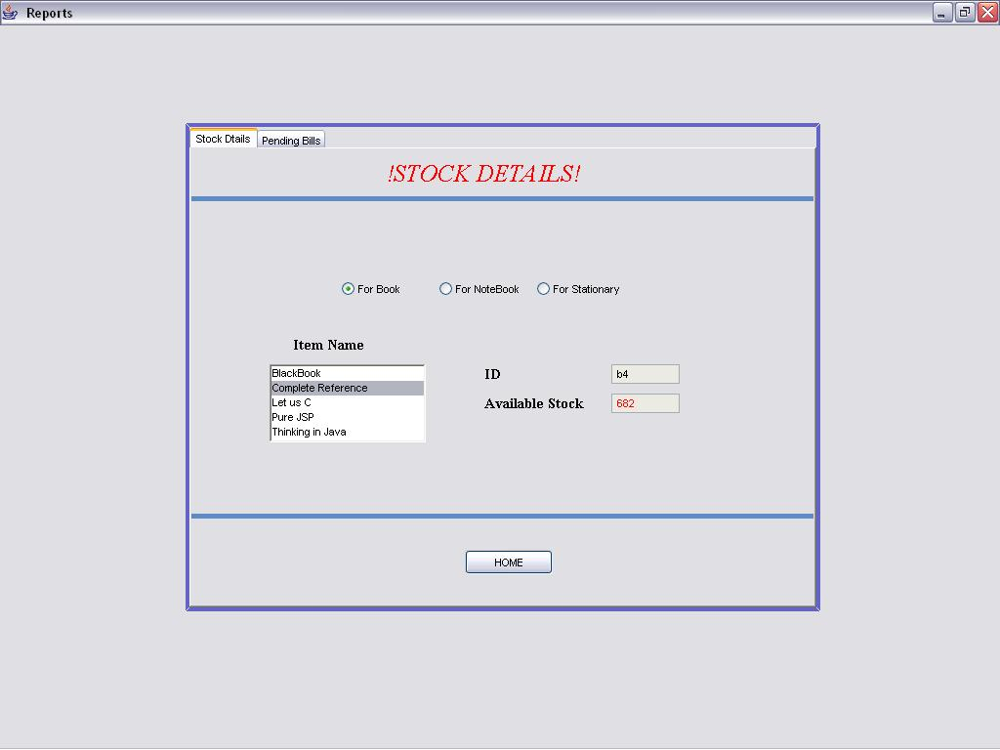 Reports
Stock Dtails
Pending Bills
!STOCK DETAILS!
For Book
For NoteBook
For Stationary
Item Name
BlackBook
Complete Reference
Let us C
Pure JSP
Thinking in Java
ID
b4
Available Stock
682
HOME